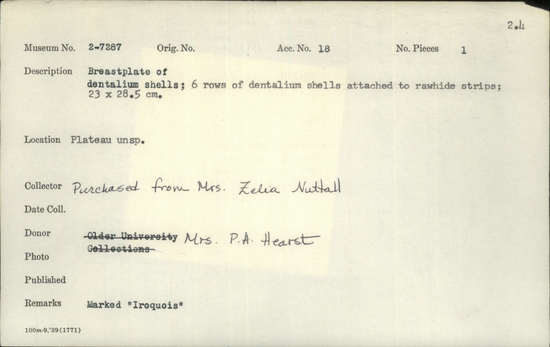 2.4
Museum No. 2-7287 Orig. No. Acc. No. 18 No. Pieces 1
Description Breastplate of
dentalium shells; 6 rows of dentalium shells attached to rawhide strips;
23 x 28.5 cm.
Location Plateau unsp.
Collector Purchased from Mrs. Zelia Nuttall
Date Coll.
Donor Older University Mrs. P.A. Hearst
Collections
Photo
Published
Remarks Marked "Iroquois"
100m-9,'39(1771)